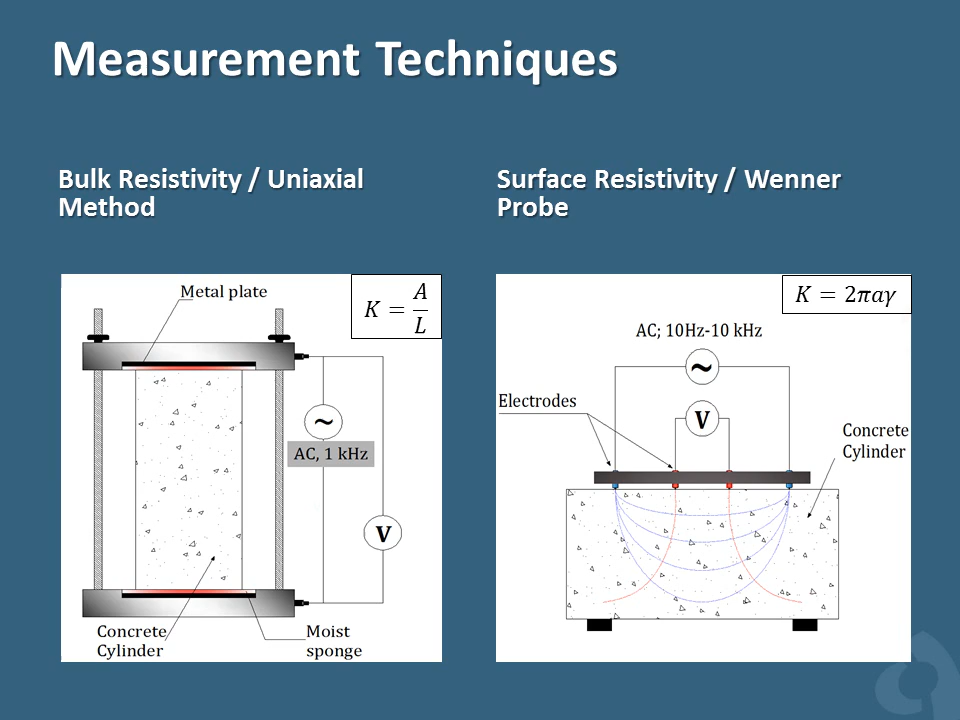 Measurement Techniques
Bulk Resistivity / Uniaxial
Method
Surface Resistivity / Wenner
Probe
Metal plate
K = A/L
~
AC, 1 kHz
V
Concrete
Cylinder
Moist
sponge
K = 2πaγ
AC; 10Hz-10 kHz
~
Electrodes
V
Concrete
Cylinder